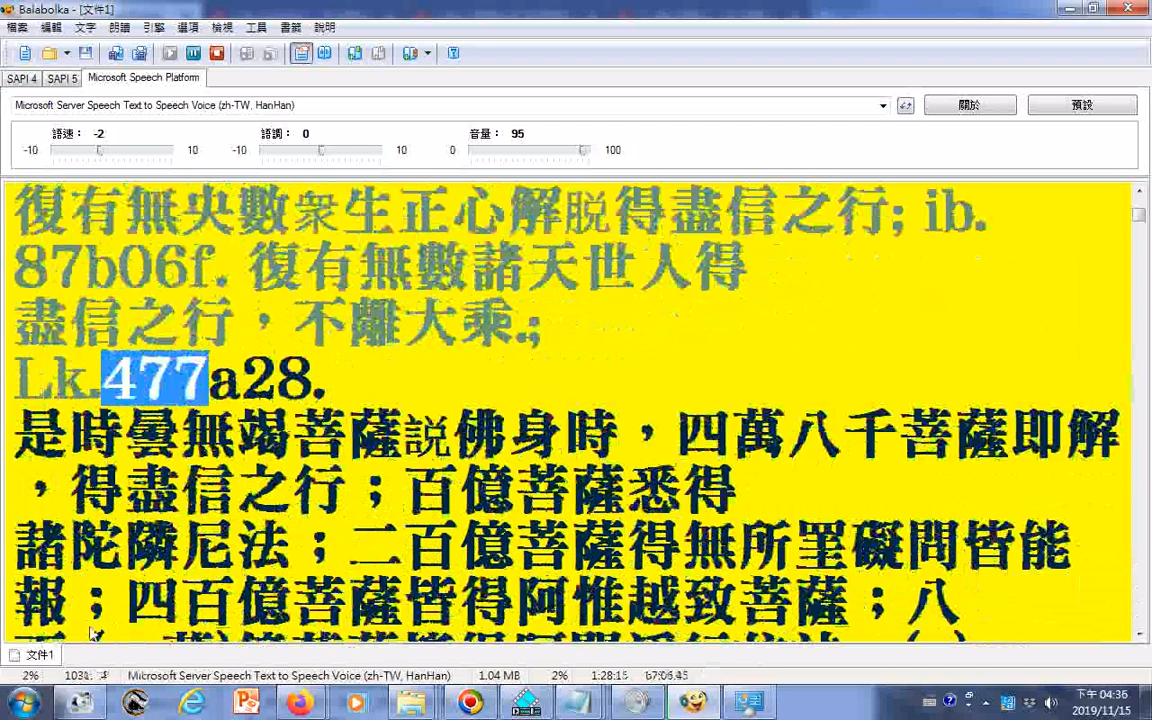 Balabolka - [文件1]
檔案 編輯 文字 朗讀 引擎 選項 檢視 工具 書籤 說明
SAPI 4 SAPI 5 Microsoft Speech Platform
Microsoft Server Speech Text to Speech Voice (zh-TW, HanHan) 關於 預設
語速： -2 語調： 0 音量： 95
-10 10 -10 10 0 100
復有無央數衆生正心解脱得盡信之行; ib.
87b06f. 復有無數諸天世人得
盡信之行，不離大乘.;
Lk.477a28.
是時曇無竭菩薩説佛身時，四萬八千菩薩即解
，得盡信之行；百億菩薩悉得
諸陀隣尼法；二百億菩薩得無所罣礙問皆能
報；四百億菩薩皆得阿惟越致菩薩；八
文件1
2% Microsoft Server Speech Text to Speech Voice (zh-TW, HanHan) 1.04 MB 2% 1:28:15 67:06:45
下午 04:36
2019/11/15